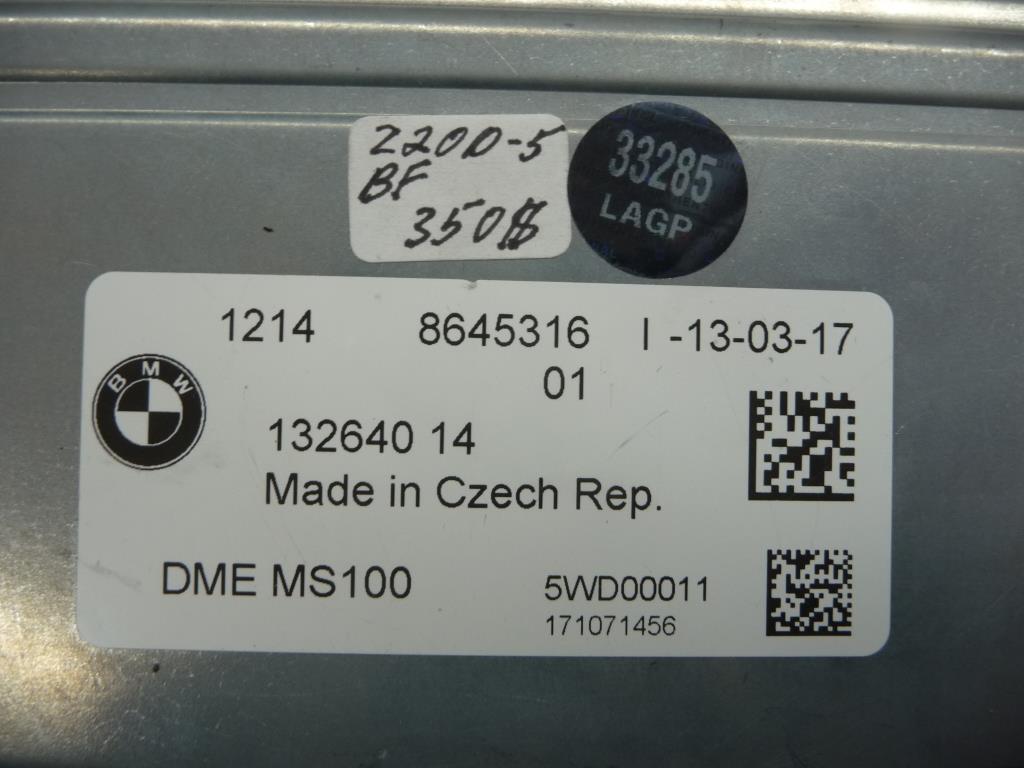 220D-5
BF
350$
33285
LAGP
1214 8645316 I -13-03-17
01
BMW
132640 14
Made in Czech Rep.
DME MS100
5WD00011
171071456